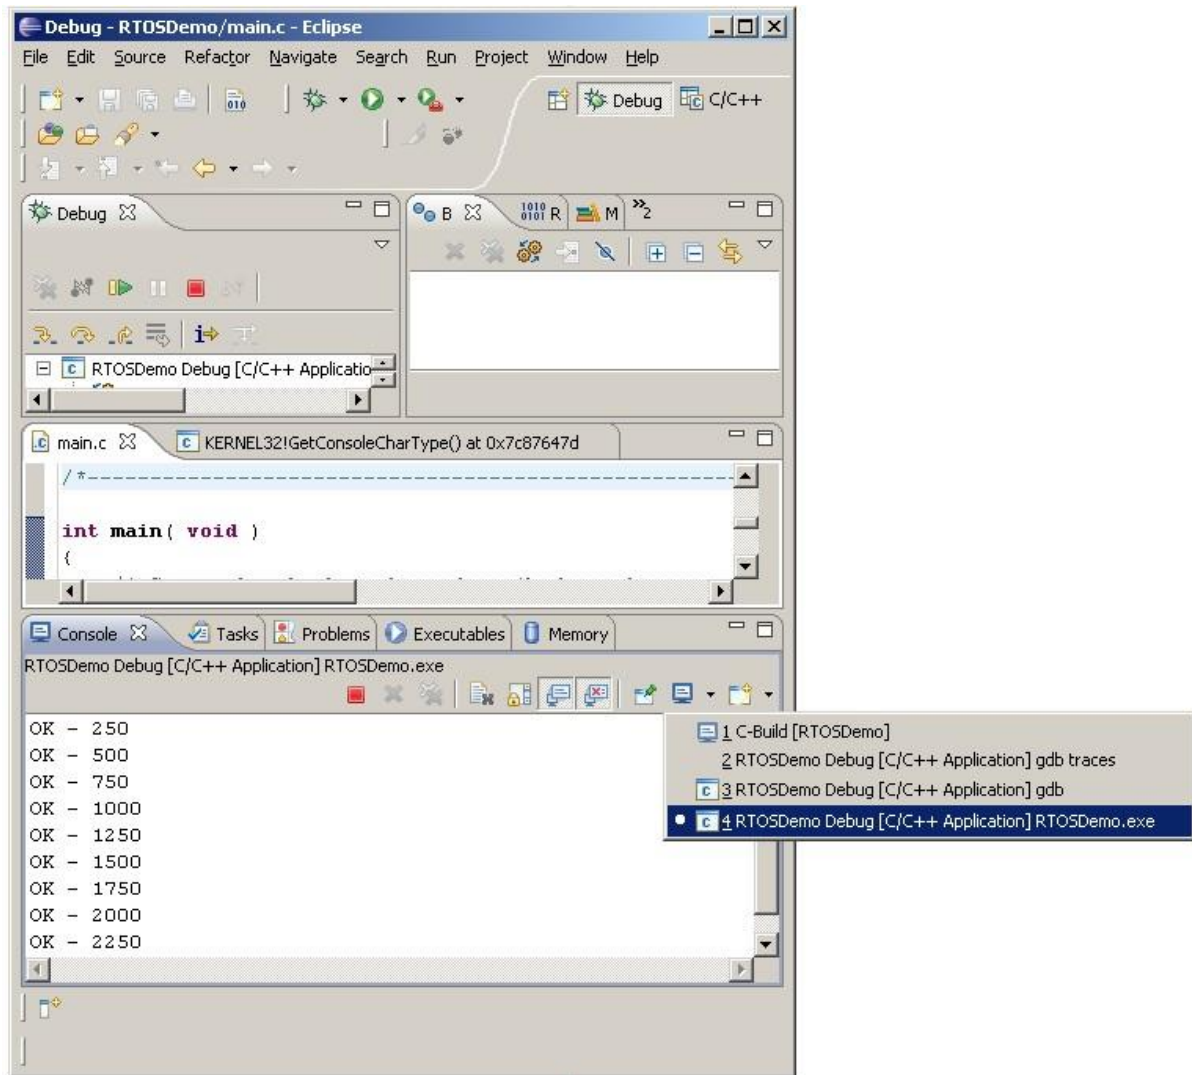 Debug - RTOSDemo/main.c - Eclipse
File Edit Source Refactor Navigate Search Run Project Window Help
010
Debug C/C++
Debug
B 1010 0101 R M »2
i
RTOSDemo Debug [C/C++ Applicatio
main.c KERNEL32!GetConsoleCharType() at 0x7c87647d
/*----------------------------------------------------
int main( void )
{
Console Tasks Problems Executables Memory
RTOSDemo Debug [C/C++ Application] RTOSDemo.exe
OK - 250
OK - 500
OK - 750
OK - 1000
OK - 1250
OK - 1500
OK - 1750
OK - 2000
OK - 2250
1 C-Build [RTOSDemo]
2 RTOSDemo Debug [C/C++ Application] gdb traces
3 RTOSDemo Debug [C/C++ Application] gdb
4 RTOSDemo Debug [C/C++ Application] RTOSDemo.exe